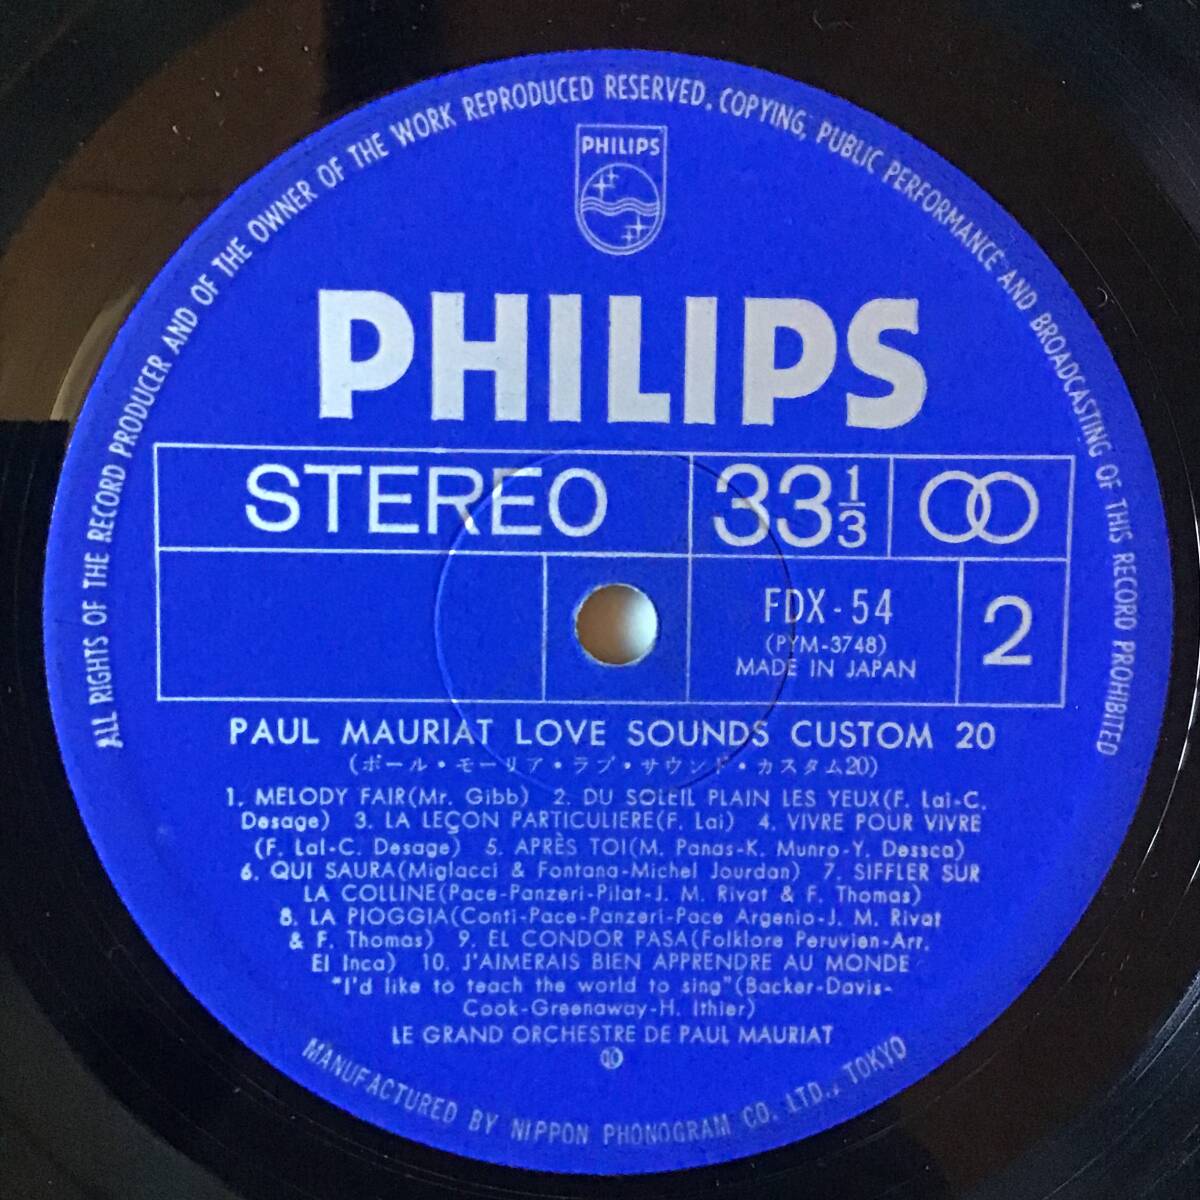 ALL RIGHTS OF THE RECORD PRODUCER AND OF THE OWNER OF THE WORK REPRODUCED RESERVED. COPYING, PUBLIC PERFORMANCE AND BROADCASTING OF THIS RECORD PROHIBITED
PHILIPS
PHILIPS
STEREO
33 1/3
2
FDX-54
(PYM-3748)
MADE IN JAPAN
PAUL MAURIAT LOVE SOUNDS CUSTOM 20
(ポール・モーリア・ラブ・サウンド・カスタム20)
1. MELODY FAIR(Mr. Gibb) 2. DU SOLEIL PLAIN LES YEUX(F. Lai-C.
Desage) 3. LA LEÇON PARTICULIERE(F. Lai) 4. VIVRE POUR VIVRE
(F. Lai-C. Desage) 5. APRÈS TOI(M. Panas-K. Munro-Y. Dessca)
6. QUI SAURA(Miglacci & Fontana-Michel Jourdan) 7. SIFFLER SUR
LA COLLINE(Pace-Panzeri-Pilat-J. M. Rivat & F. Thomas)
8. LA PIOGGIA(Conti-Pace-Panzeri-Pace Argenio-J. M. Rivat
& F. Thomas) 9. EL CONDOR PASA(Folklore Peruvien-Arr.
El Inca) 10. J'AIMERAIS BIEN APPRENDRE AU MONDE
"I'd like to teach the world to sing"(Backer-Davis-
Cook-Greenaway-H. Ithier)
LE GRAND ORCHESTRE DE PAUL MAURIAT
MANUFACTURED BY NIPPON PHONOGRAM CO. LTD., TOKYO